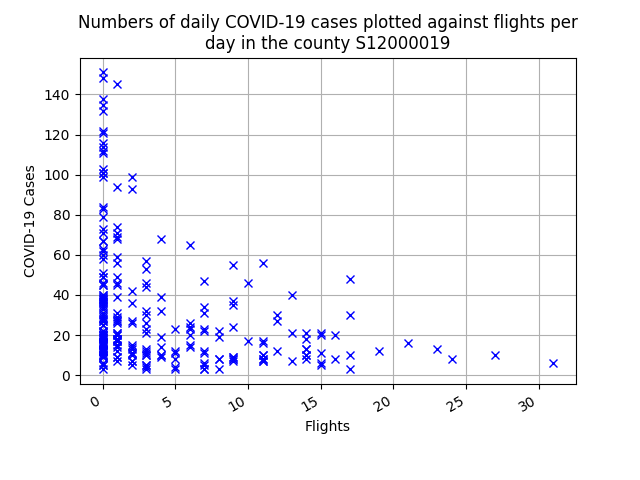 Numbers of daily COVID-19 cases plotted against flights per
day in the county S12000019
140
120
100
80
60
40
20
0
COVID-19 Cases
0 5 10 15 20 25 30
Flights